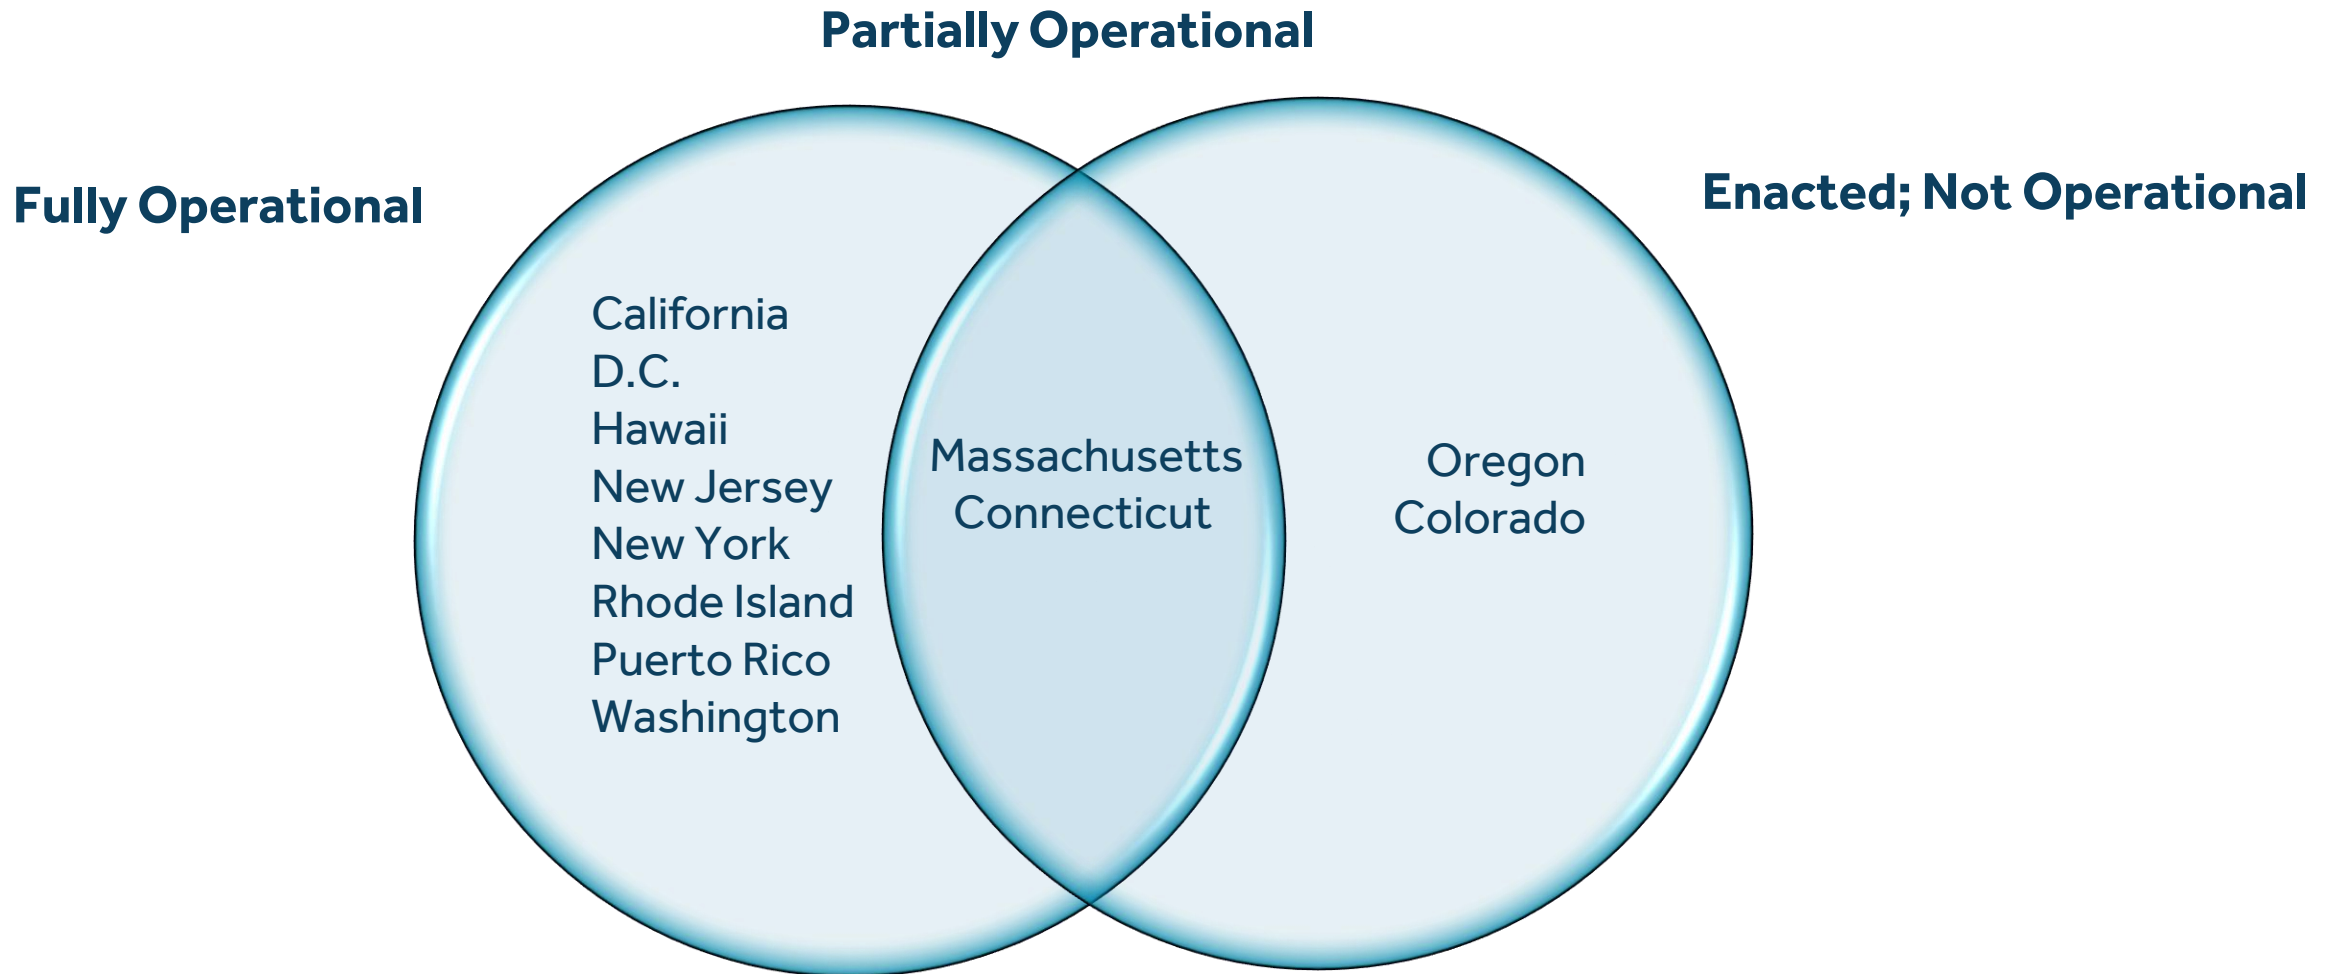 Partially Operational
Fully Operational
Enacted; Not Operational
California
D.C.
Hawaii
New Jersey
New York
Rhode Island
Puerto Rico
Washington
Massachusetts
Connecticut
Oregon
Colorado